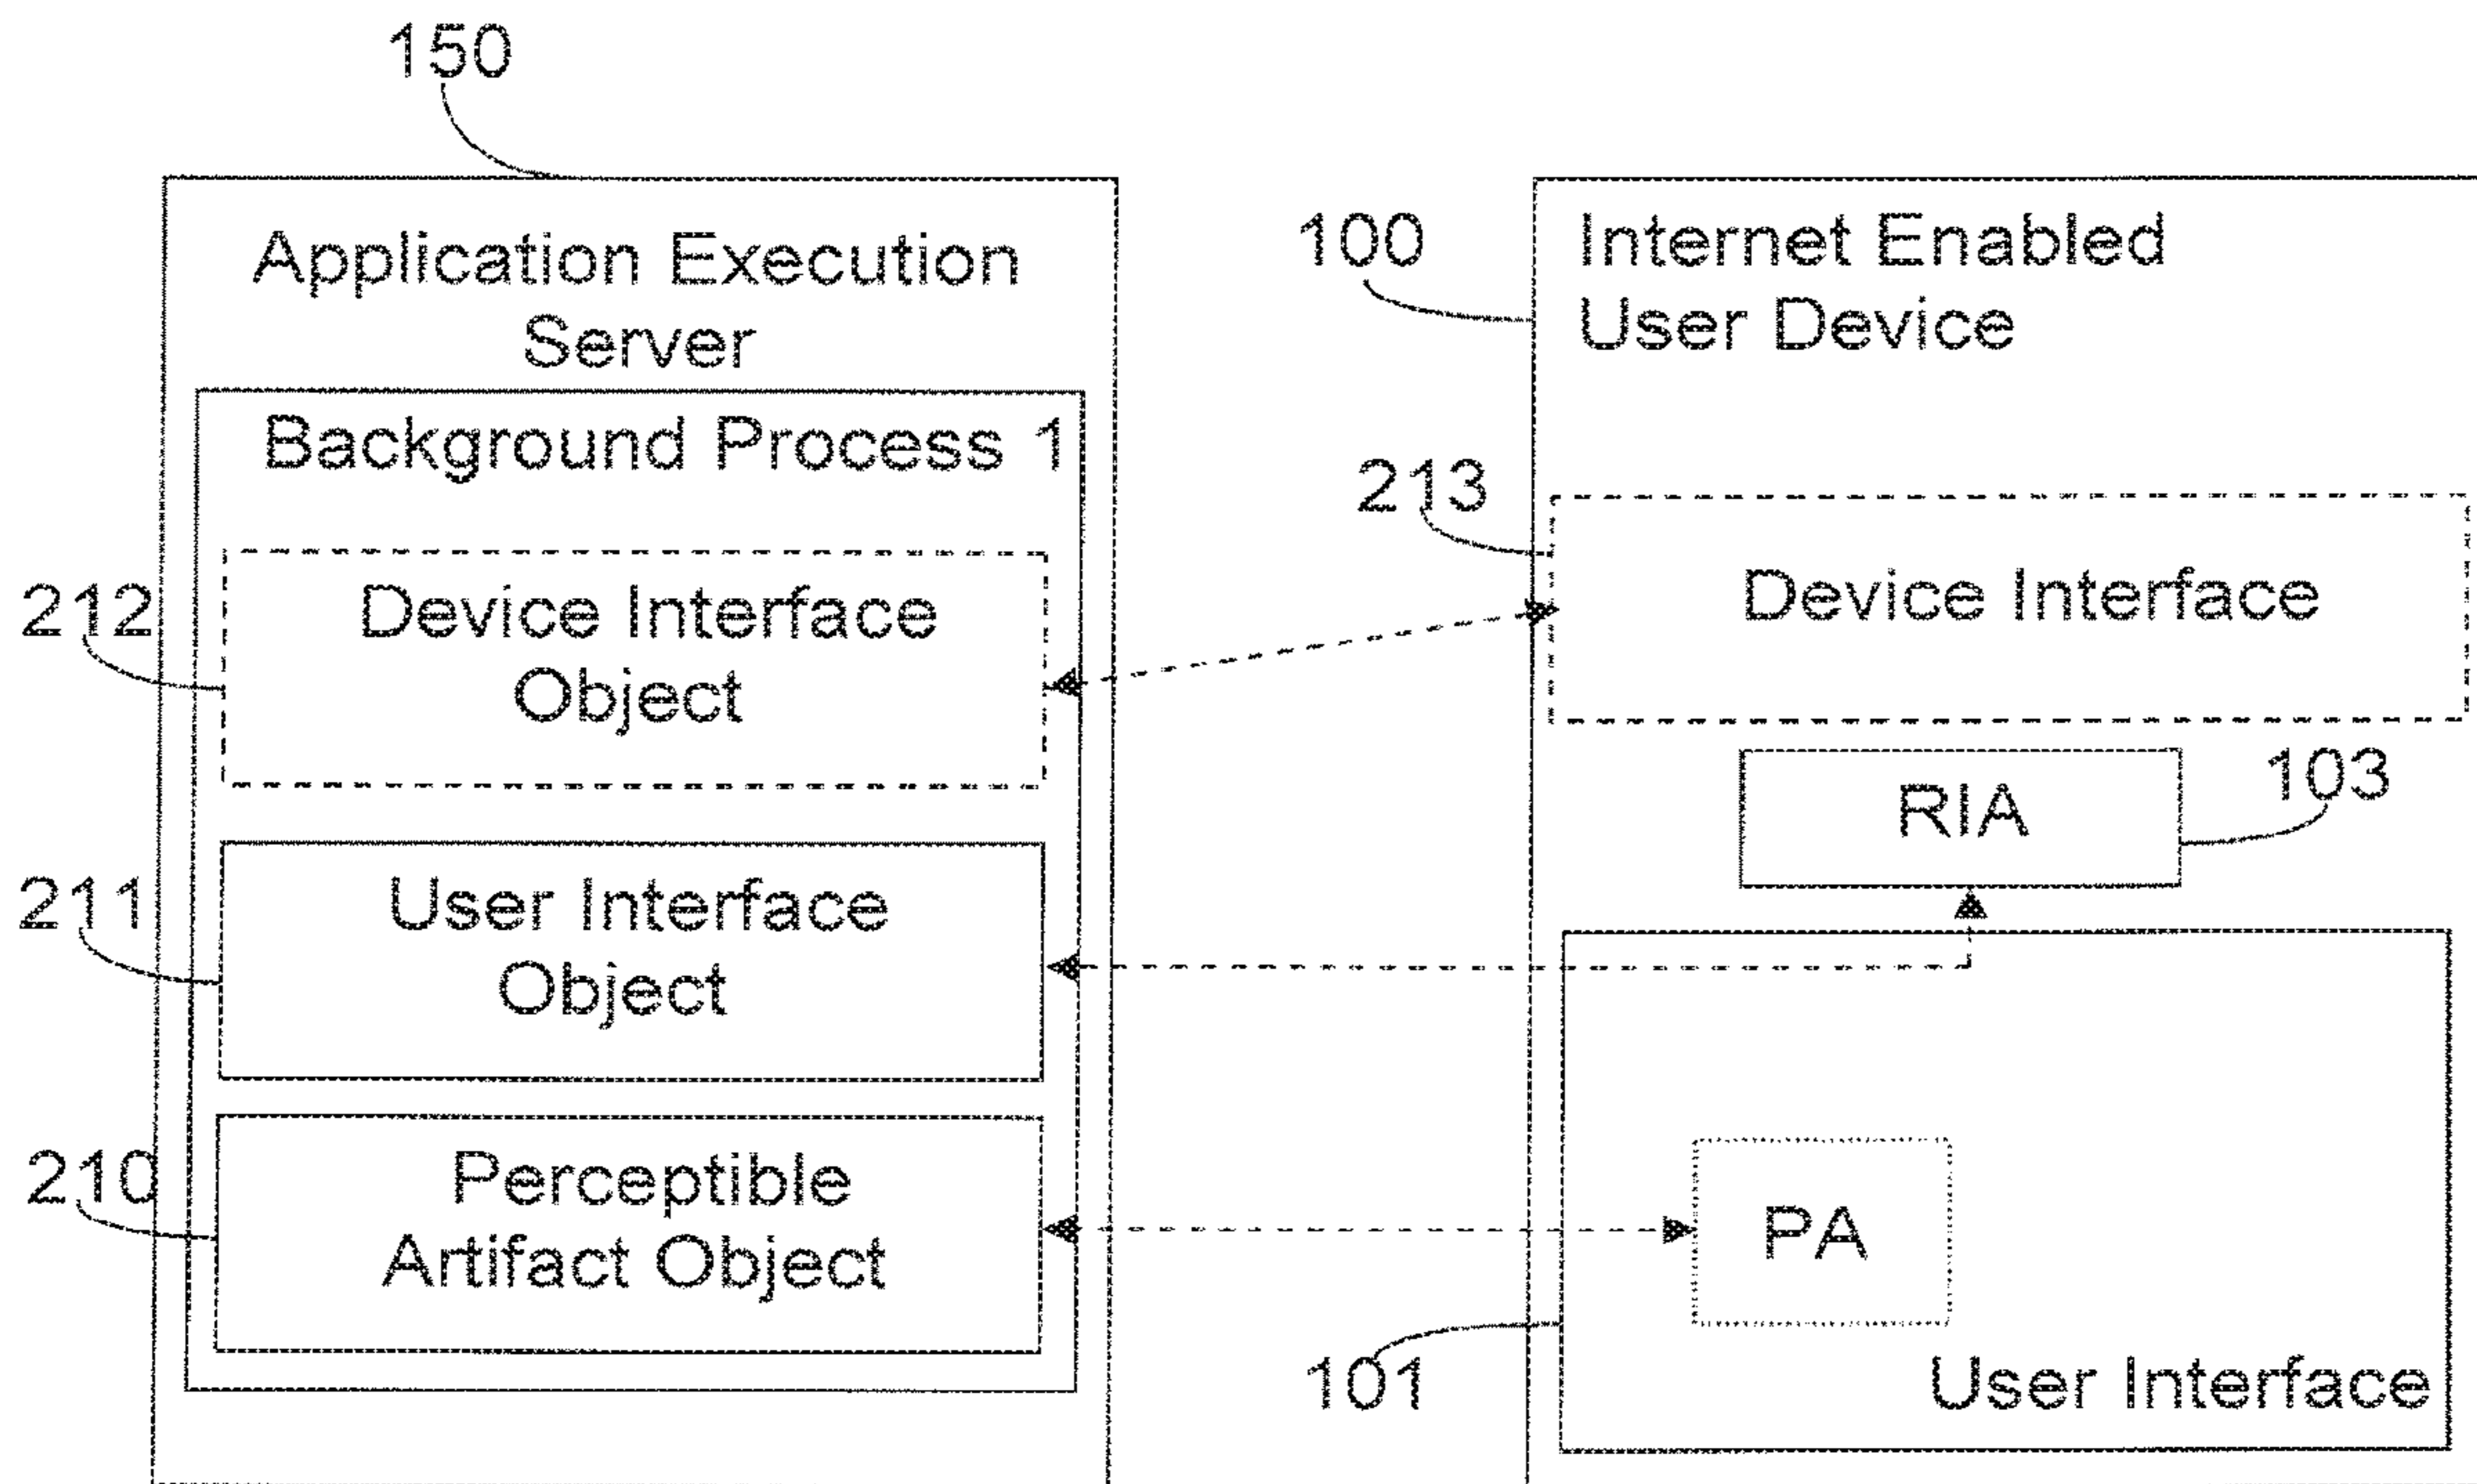 150
Application Execution
Server
Background Process 1
212
Device Interface
Object
211
User Interface
Object
210
Perceptible
Artifact Object
100
Internet Enabled
User Device
213
Device Interface
RIA
103
PA
101
User Interface